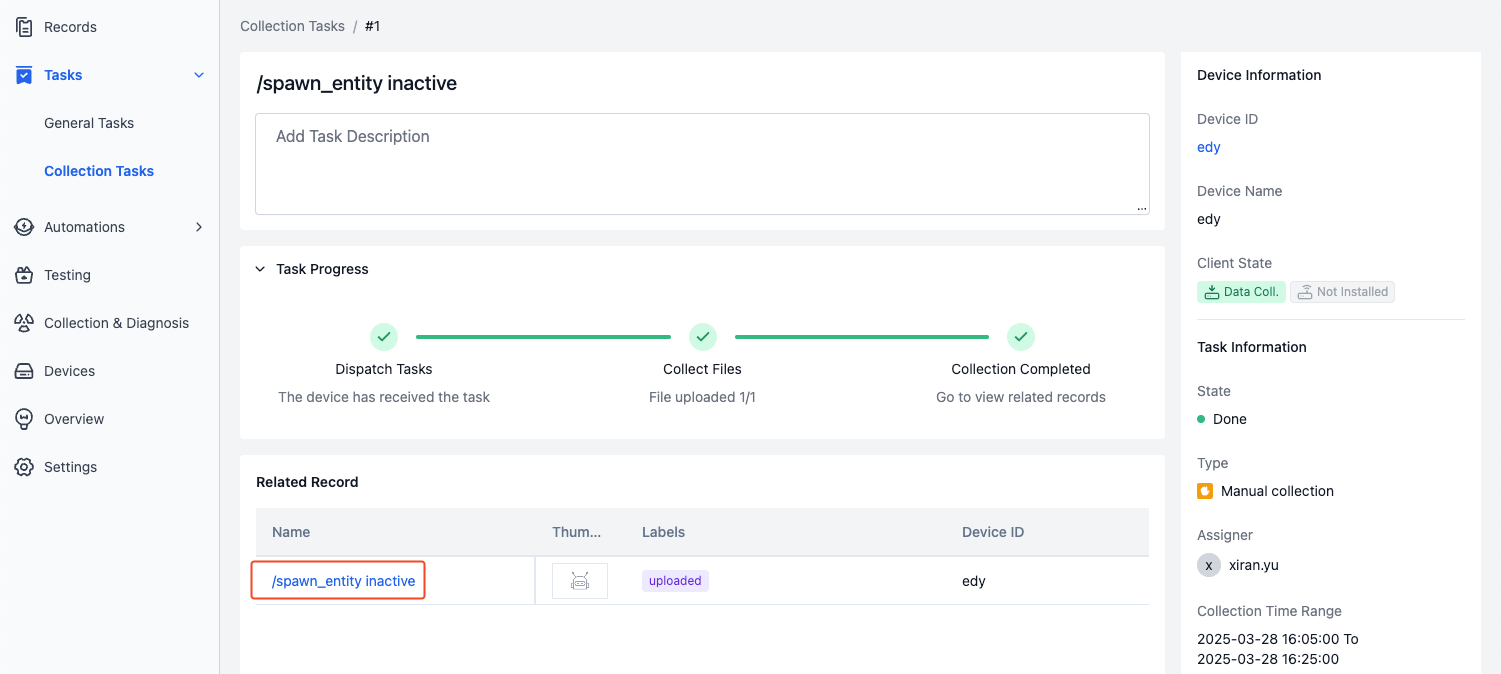 Records
Tasks
General Tasks
Collection Tasks
Automations
Testing
Collection & Diagnosis
Devices
Overview
Settings
Collection Tasks / #1
/spawn_entity inactive
Add Task Description
...
Task Progress
Dispatch Tasks
The device has received the task
Collect Files
File uploaded 1/1
Collection Completed
Go to view related records
Related Record
Name Thum... Labels Device ID
/spawn_entity inactive uploaded edy
Device Information
Device ID
edy
Device Name
edy
Client State
Data Coll. Not Installed
Task Information
State
Done
Type
Manual collection
Assigner
x xiran.yu
Collection Time Range
2025-03-28 16:05:00 To
2025-03-28 16:25:00